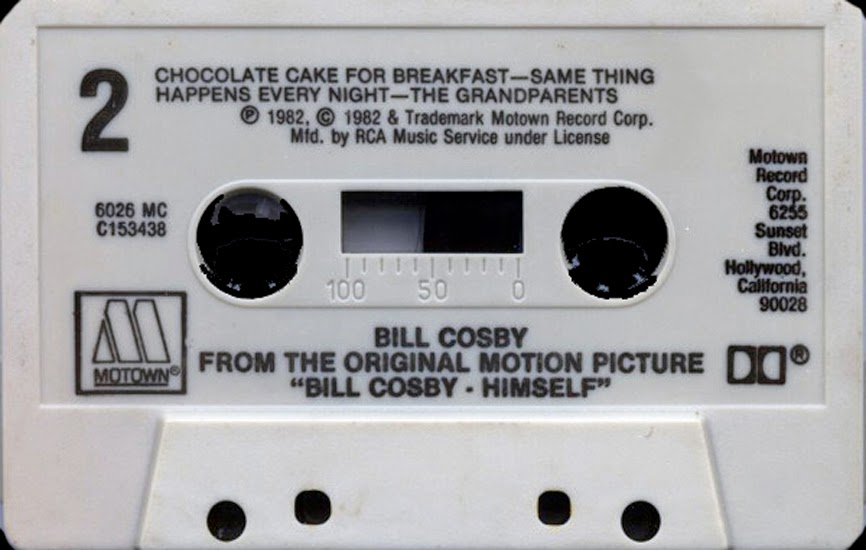 2
CHOCOLATE CAKE FOR BREAKFAST—SAME THING
HAPPENS EVERY NIGHT—THE GRANDPARENTS
Ⓟ 1982, © 1982 & Trademark Motown Record Corp.
Mfd. by RCA Music Service under License
6026 MC
C153438
Motown
Record
Corp.
6255
Sunset
Blvd.
Hollywood,
California
90028
100 50 0
MOTOWN®
BILL COSBY
FROM THE ORIGINAL MOTION PICTURE
“BILL COSBY - HIMSELF”
®